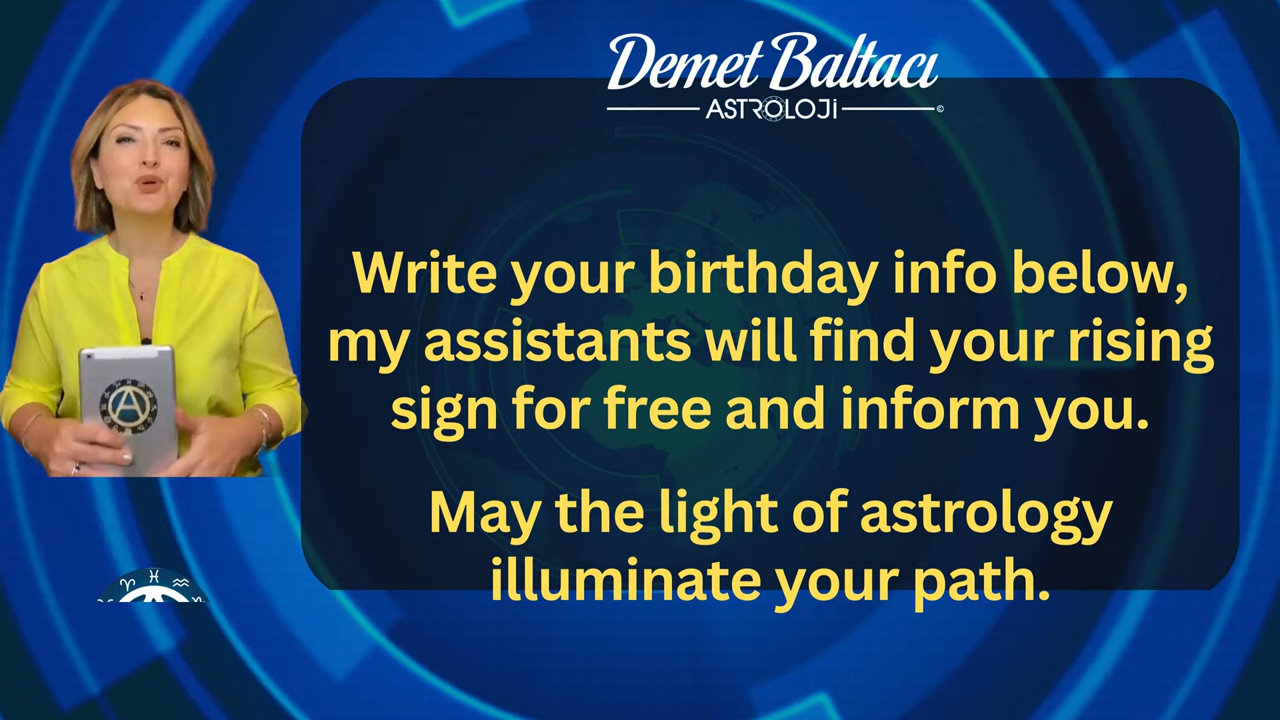 Demet Baltacı
ASTROLOJİ
©
Write your birthday info below,
my assistants will find your rising
sign for free and inform you.
May the light of astrology
illuminate your path.
A